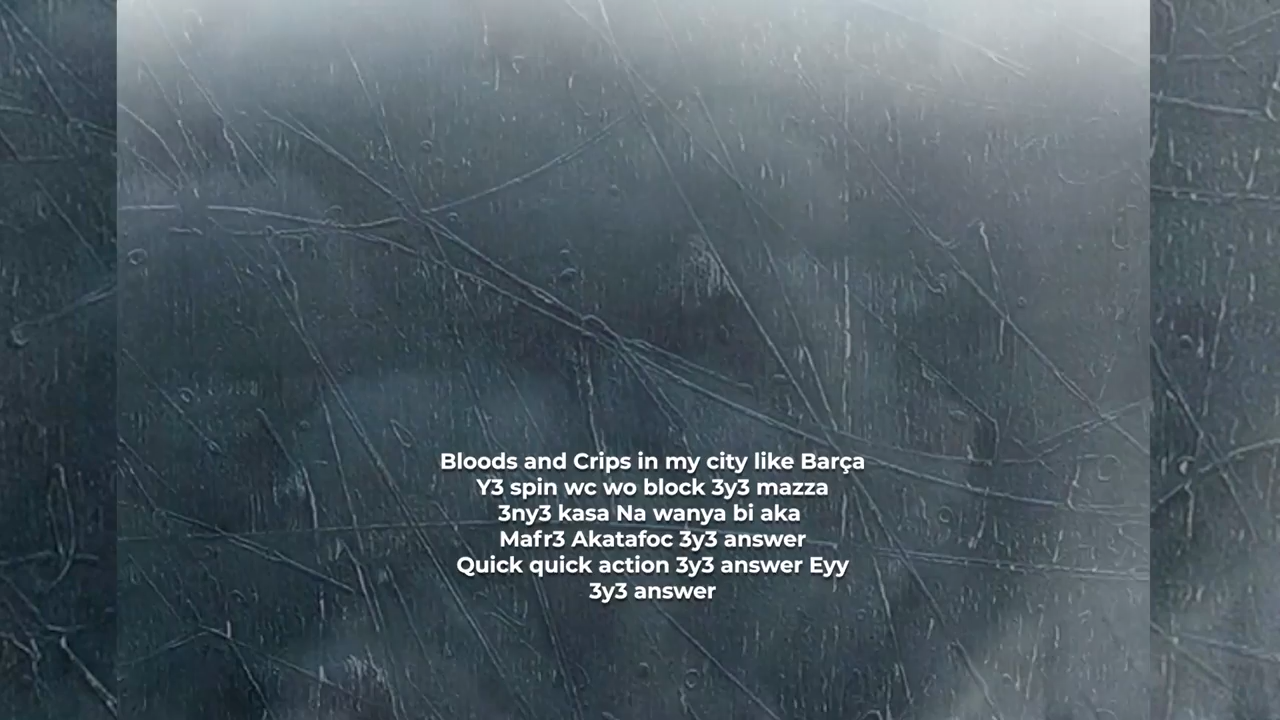 Bloods and Crips in my city like Barça
Y3 spin wc wo block 3y3 mazza
3ny3 kasa Na wanya bi aka
Mafr3 Akatafoc 3y3 answer
Quick quick action 3y3 answer Eyy
3y3 answer